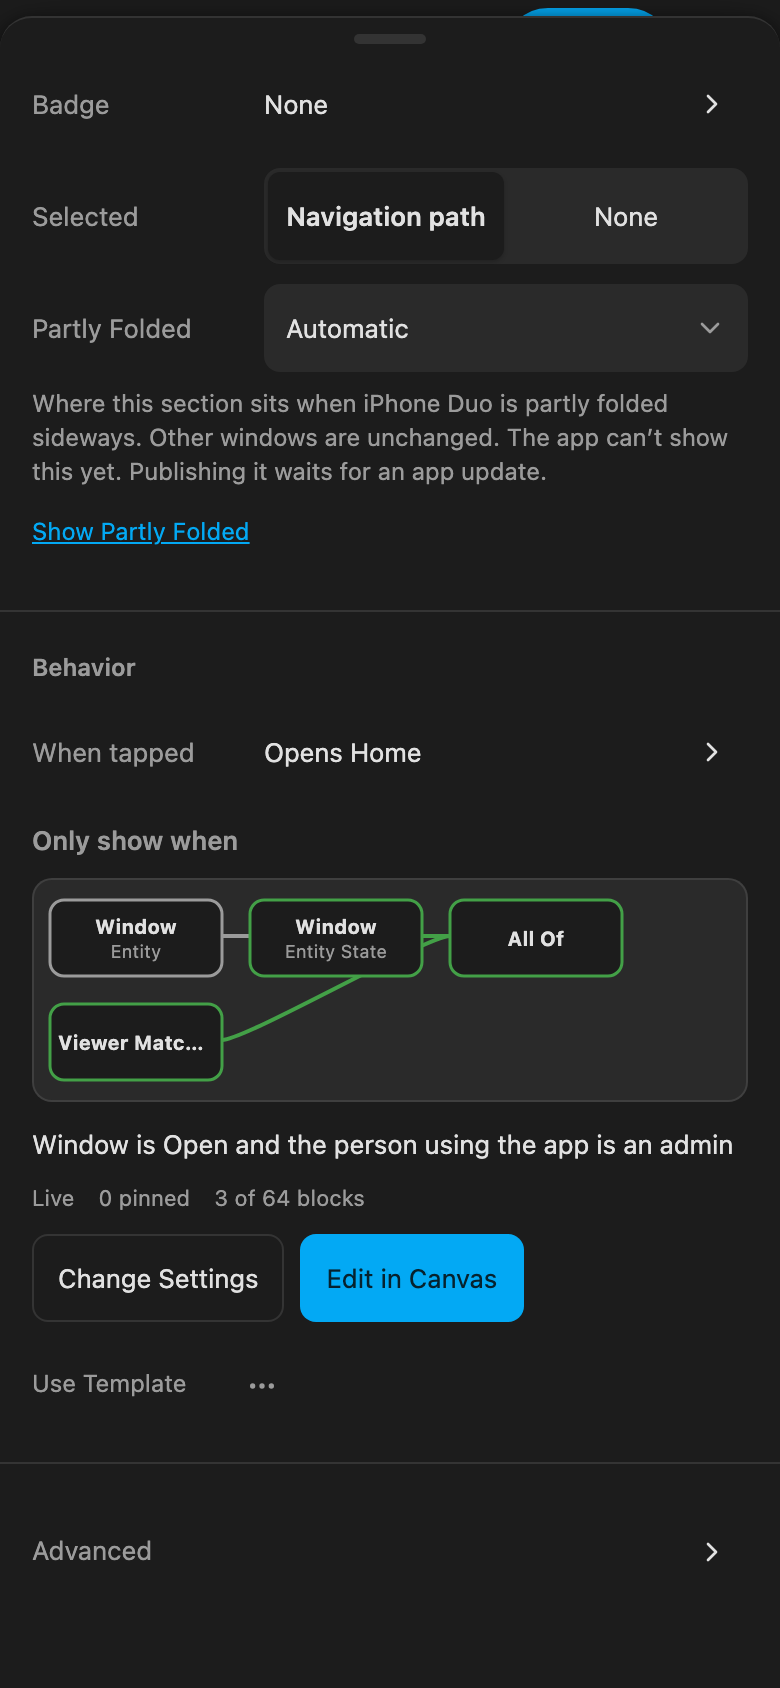 Badge
None
Selected
Navigation path
None
Partly Folded
Automatic
Where this section sits when iPhone Duo is partly folded
sideways. Other windows are unchanged. The app can’t show
this yet. Publishing it waits for an app update.
Show Partly Folded
Behavior
When tapped
Opens Home
Only show when
Window
Entity
Window
Entity State
All Of
Viewer Matc...
Window is Open and the person using the app is an admin
Live 0 pinned 3 of 64 blocks
Change Settings
Edit in Canvas
Use Template
Advanced